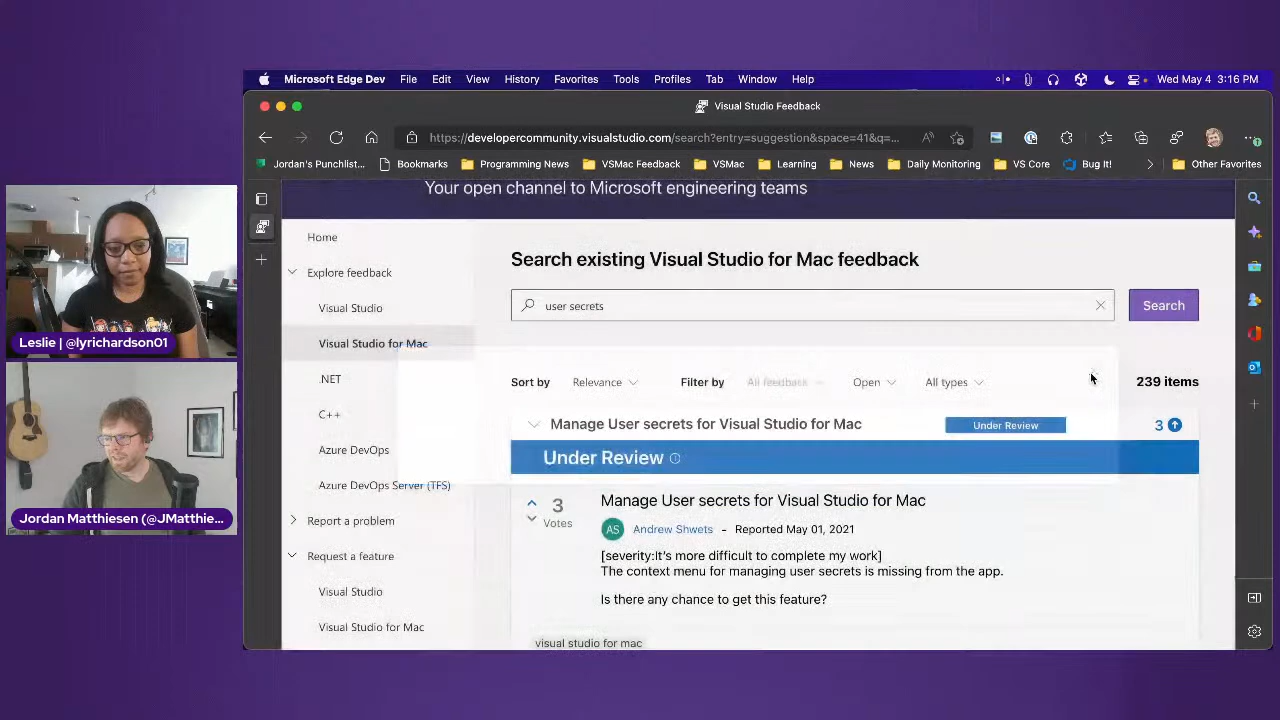 Microsoft Edge Dev File Edit View History Favorites Tools Profiles Tab Window Help Wed May 4 3:16 PM
Visual Studio Feedback
https://developercommunity.visualstudio.com/search?entry=suggestion&space=41&q=...
Jordan's Punchlist... Bookmarks Programming News VSMac Feedback VSMac Learning News Daily Monitoring VS Core Bug It! Other Favorites
Your open channel to Microsoft engineering teams
Home
Explore feedback
Visual Studio
Visual Studio for Mac
.NET
C++
Azure DevOps
Azure DevOps Server (TFS)
Report a problem
Request a feature
Visual Studio
Visual Studio for Mac
Search existing Visual Studio for Mac feedback
user secrets
Search
Sort by Relevance Filter by All feedback Open All types 239 items
Manage User secrets for Visual Studio for Mac Under Review 3
Under Review
3
Votes
Manage User secrets for Visual Studio for Mac
AS Andrew Shwets - Reported May 01, 2021
[severity:It's more difficult to complete my work]
The context menu for managing user secrets is missing from the app.
Is there any chance to get this feature?
visual studio for mac
Leslie | @lyrichardson01
Jordan Matthiesen (@JMatthie...